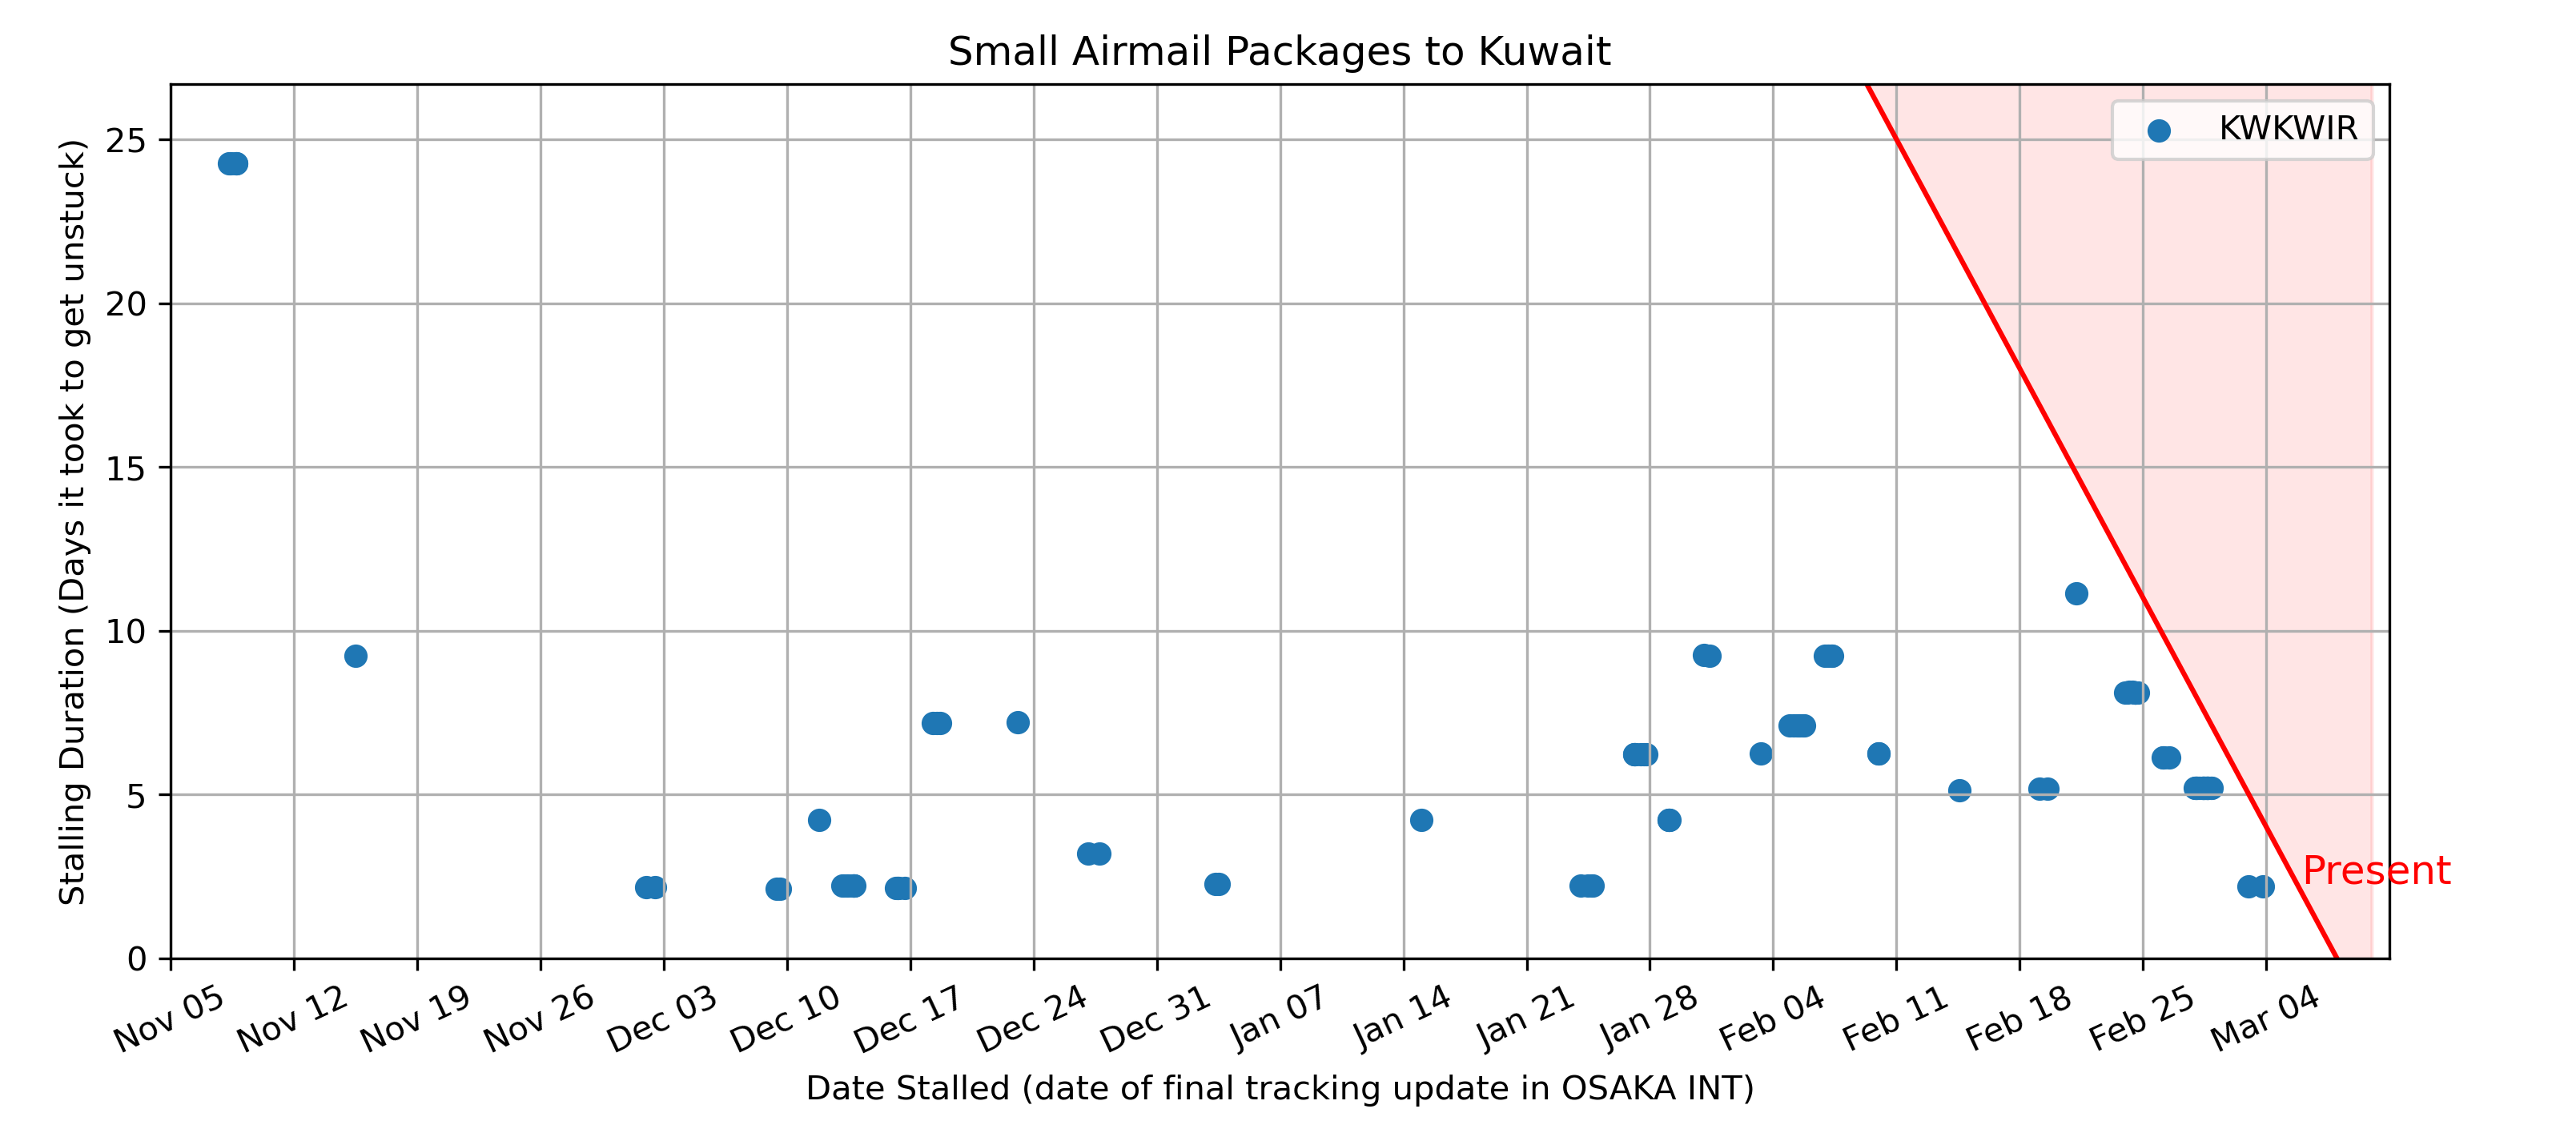 Small Airmail Packages to Kuwait
KWKWIR
Stalling Duration (Days it took to get unstuck)
25
20
15
10
5
0
Present
Nov 05
Nov 12
Nov 19
Nov 26
Dec 03
Dec 10
Dec 17
Dec 24
Dec 31
Jan 07
Jan 14
Jan 21
Jan 28
Feb 04
Feb 11
Feb 18
Feb 25
Mar 04
Date Stalled (date of final tracking update in OSAKA INT)